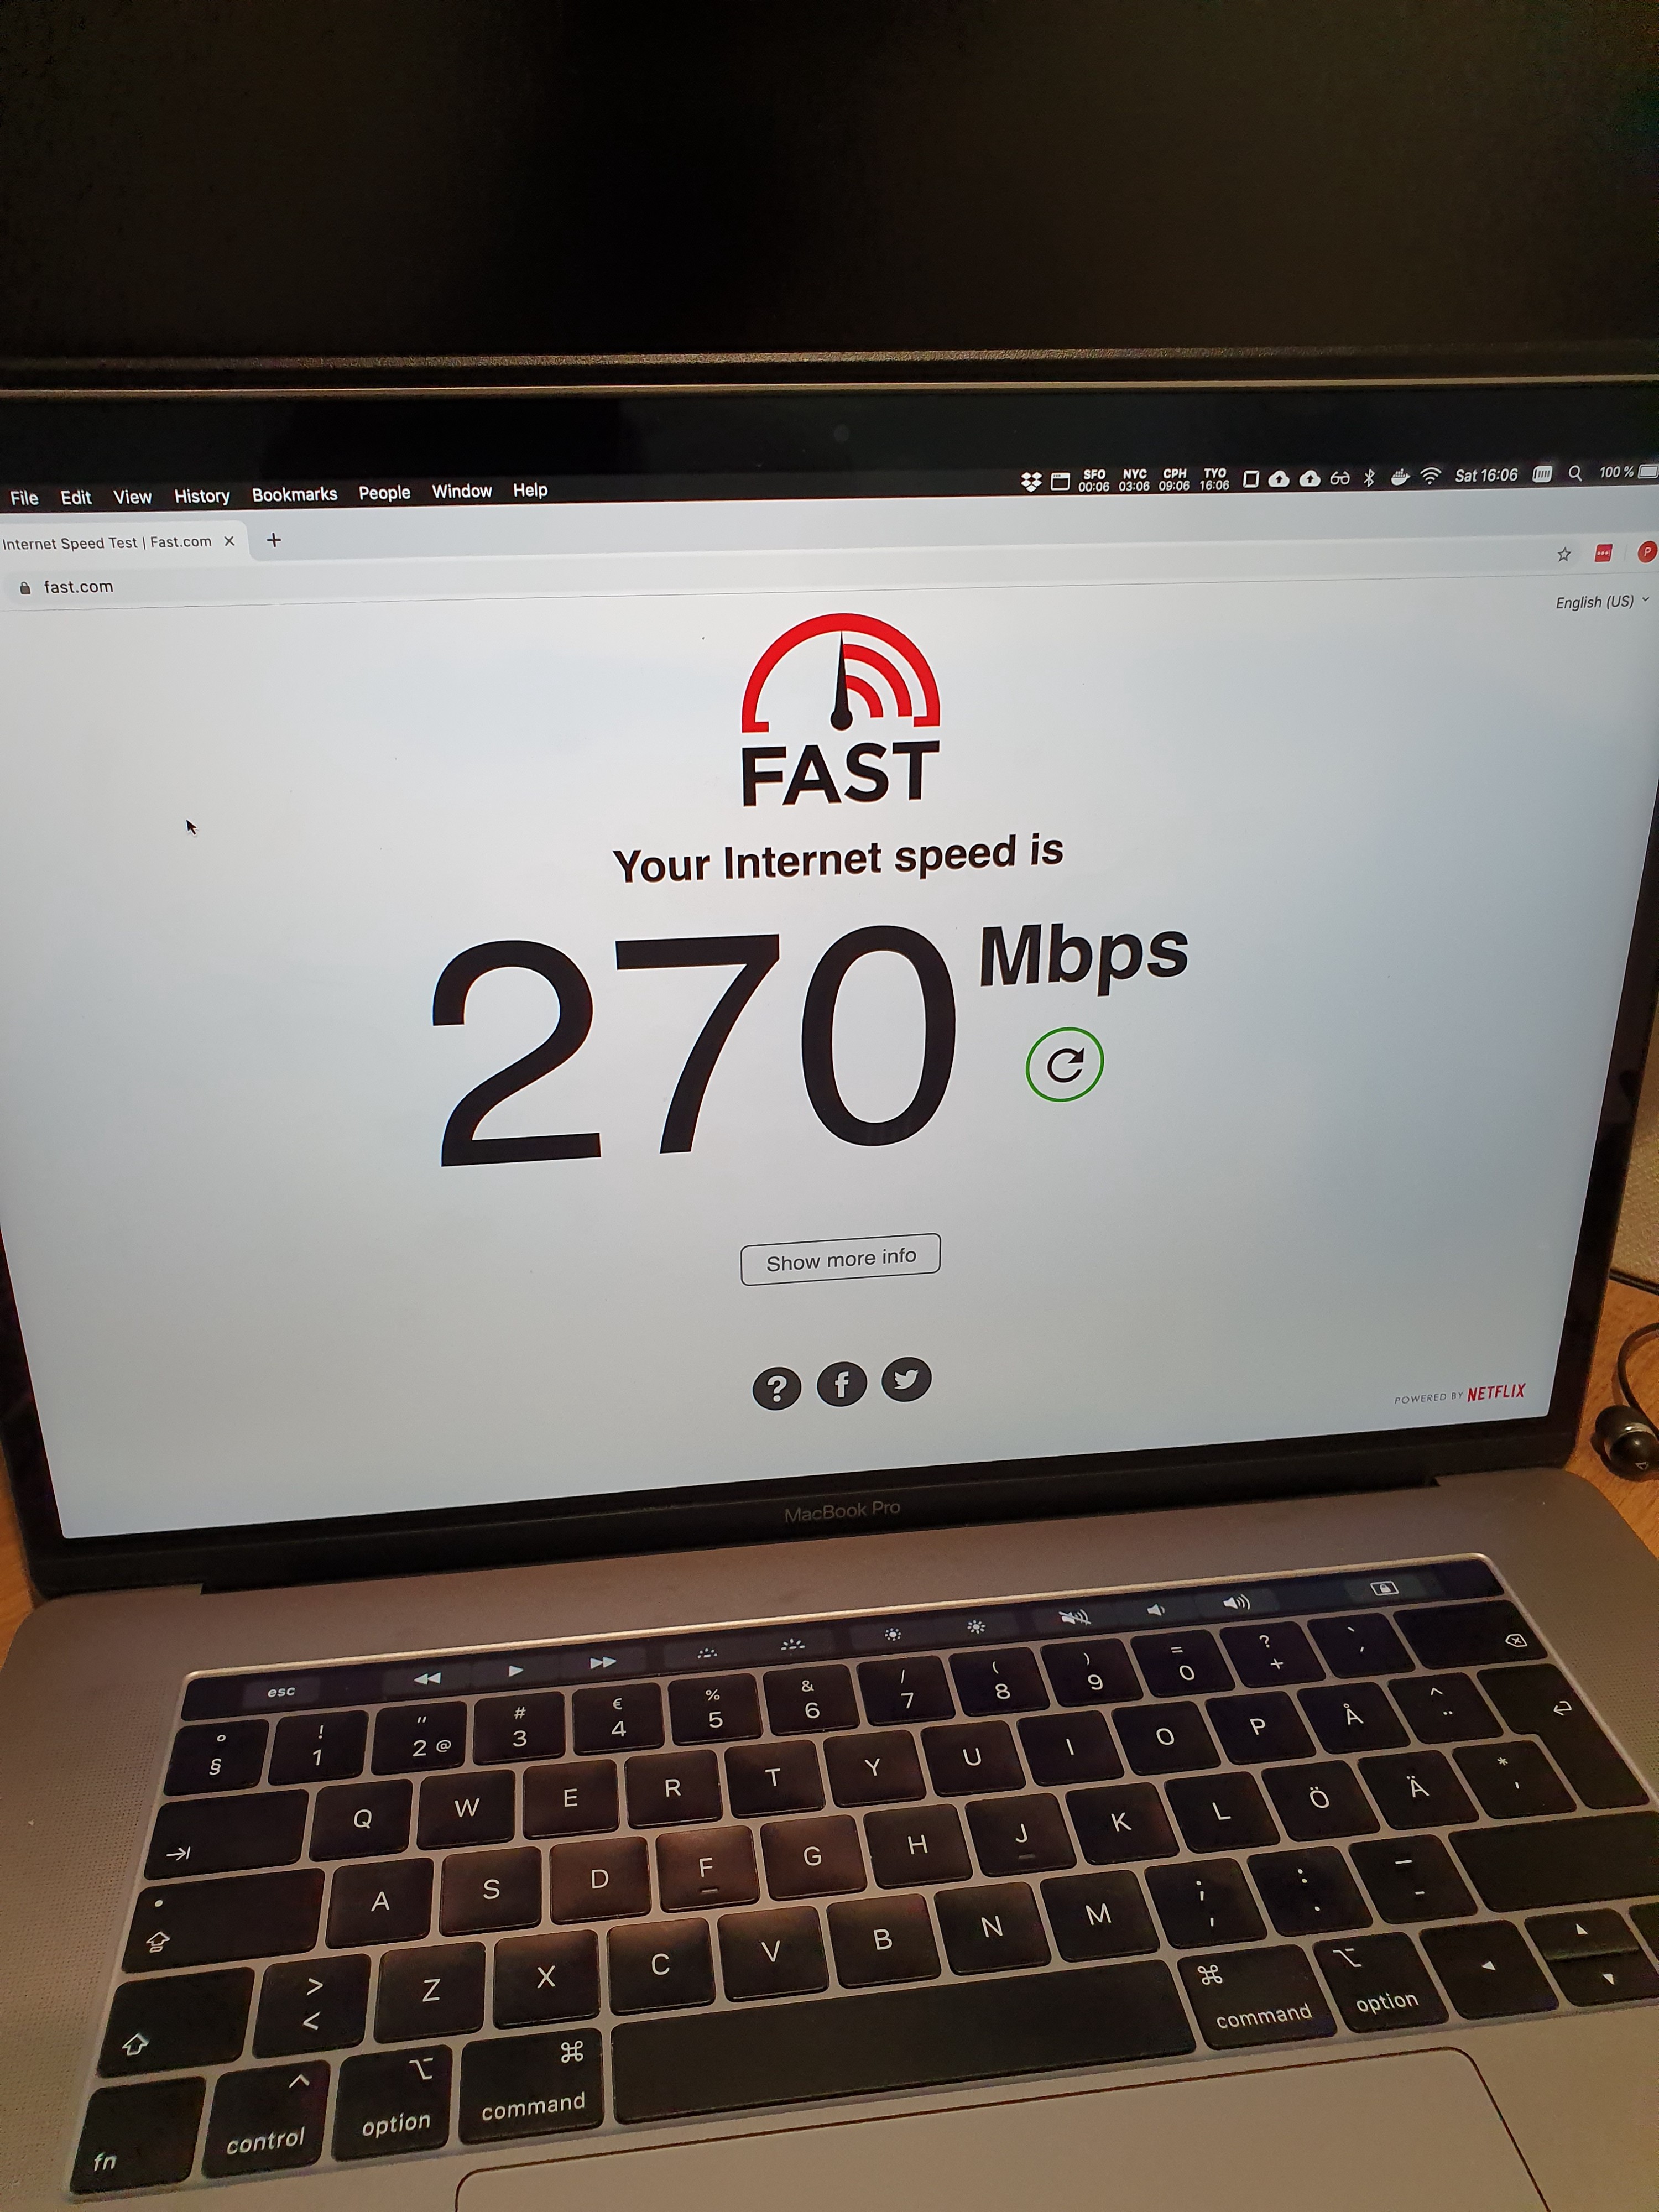 File Edit View History Bookmarks People Window Help
SFO NYC CPH TYO
00:06 03:06 09:06 16:06 Sat 16:06 100 %
Internet Speed Test | Fast.com × +
fast.com P
English (US)
FAST
Your Internet speed is
270 Mbps
Show more info
? f
POWERED BY NETFLIX
MacBook Pro
esc
° ! " # € % & / ( ) = ? `
§ 1 2 @ 3 4 5 6 7 8 9 0 + ´
Q W E R T Y U I O P Å ^ ¨
A S D F G H J K L Ö Ä * '
> < Z X C V B N M ; , : . _ -
fn control option command command option